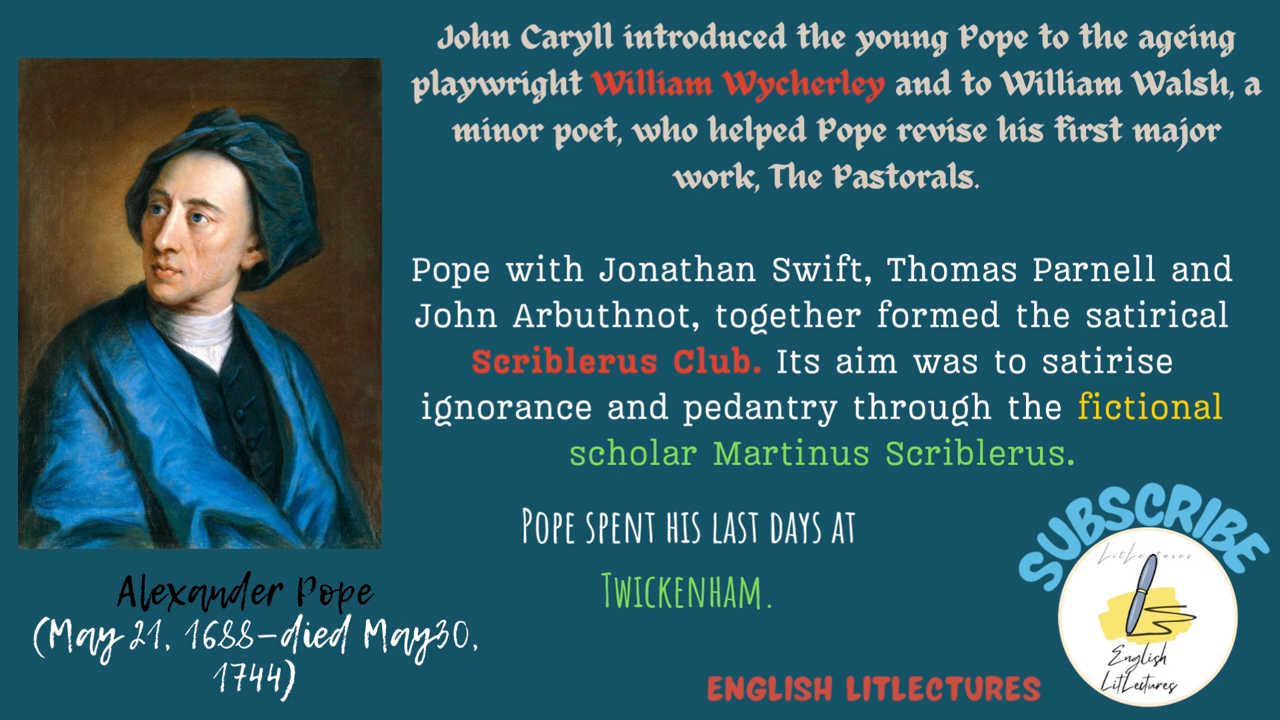 John Caryll introduced the young Pope to the ageing
playwright William Wycherley and to William Walsh, a
minor poet, who helped Pope revise his first major
work, The Pastorals.
Pope with Jonathan Swift, Thomas Parnell and
John Arbuthnot, together formed the satirical
Scriblerus Club. Its aim was to satirise
ignorance and pedantry through the fictional
scholar Martinus Scriblerus.
Pope spent his last days at
Twickenham.
Alexander Pope
(May 21, 1688–died May30,
1744)
SUBSCRIBE
LitLectures
English
LitLectures
ENGLISH LITLECTURES